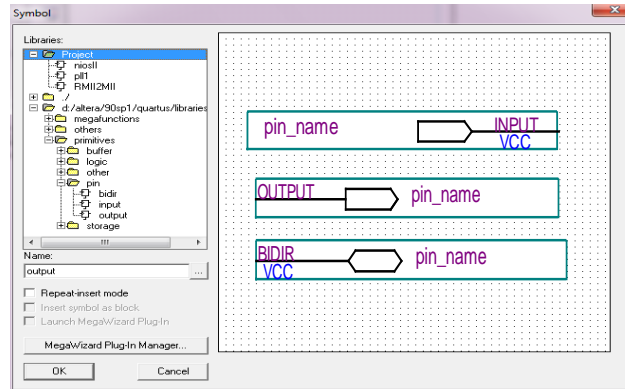 Symbol
Libraries:
Project
niosII
pll1
RMII2MII
./
d:/altera/90sp1/quartus/libraries
megafunctions
others
primitives
buffer
logic
other
pin
bidir
input
output
storage
Name:
output
...
Repeat-insert mode
Insert symbol as block
Launch MegaWizard Plug-In
MegaWizard Plug-In Manager...
OK Cancel
pin_name INPUT
VCC
OUTPUT pin_name
BIDIR pin_name
VCC